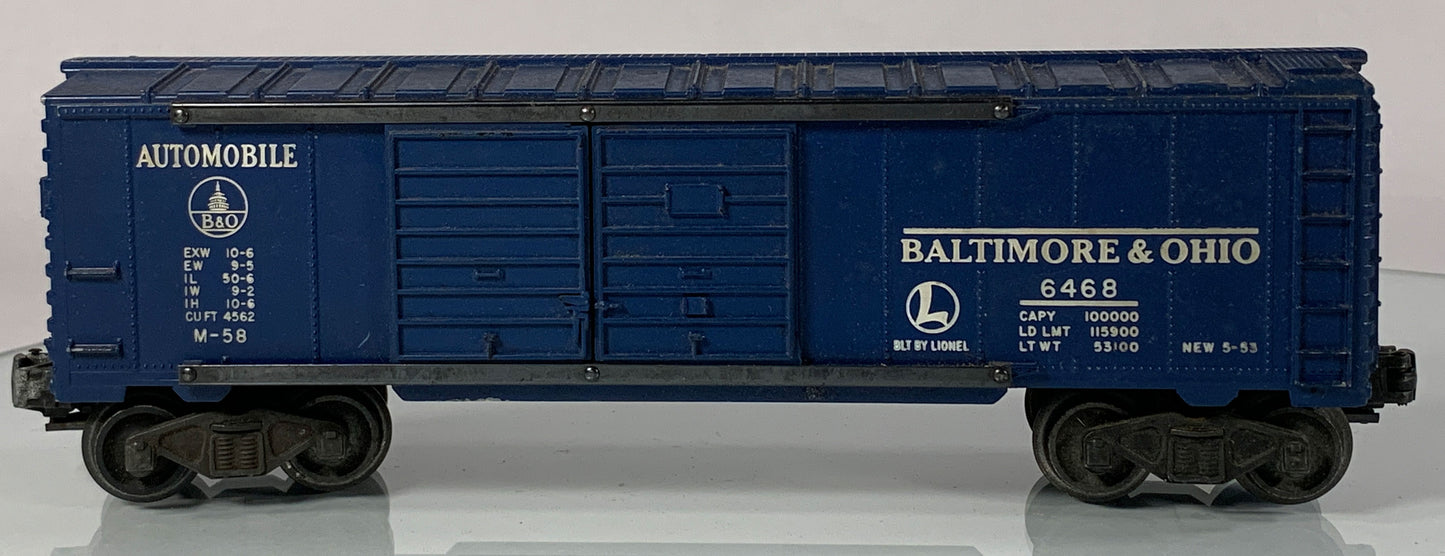 AUTOMOBILE
B&O
EXW 10-6
EW 9-5
IL 50-6
IW 9-2
IH 10-6
CU FT 4562
M-58
BALTIMORE & OHIO
6468
L
BLT BY LIONEL
CAPY 100000
LD LMT 115900
LT WT 53100 NEW 5-53